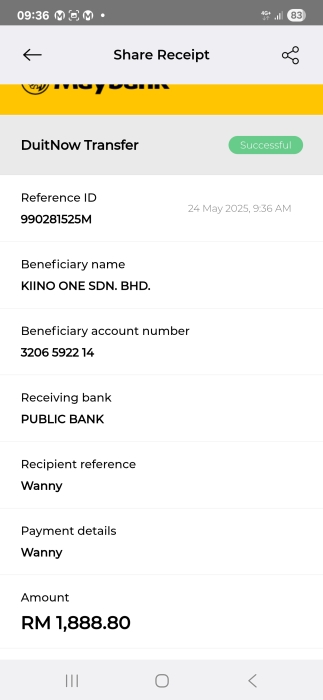 09:36
4G+
83
Share Receipt
Maybank
DuitNow Transfer
Successful
Reference ID
990281525M
24 May 2025, 9:36 AM
Beneficiary name
KIINO ONE SDN. BHD.
Beneficiary account number
3206 5922 14
Receiving bank
PUBLIC BANK
Recipient reference
Wanny
Payment details
Wanny
Amount
RM 1,888.80